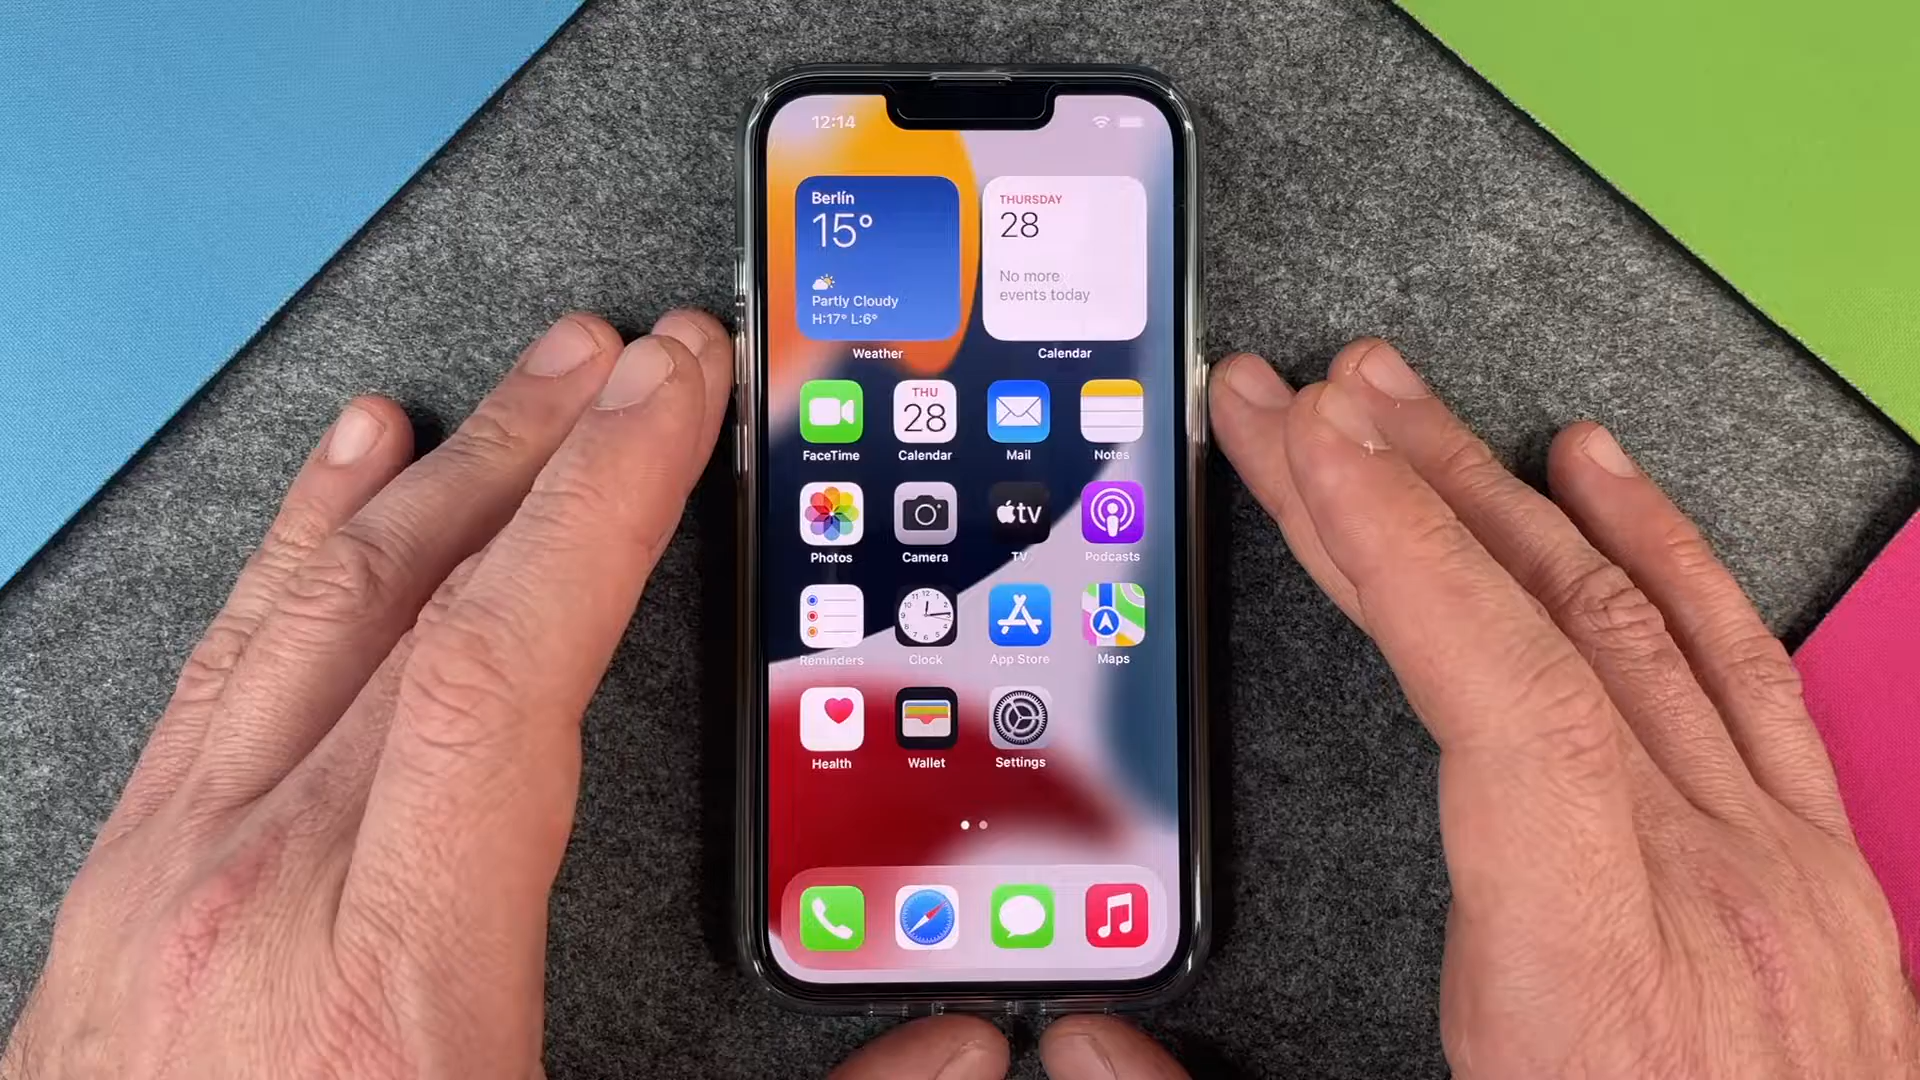 12:14
Berlín
15°
Partly Cloudy
H:17° L:6°
Weather
THURSDAY
28
No more
events today
Calendar
FaceTime
THU
28
Calendar
Mail
Notes
Photos
Camera
tv
TV
Podcasts
Reminders
Clock
App Store
Maps
Health
Wallet
Settings